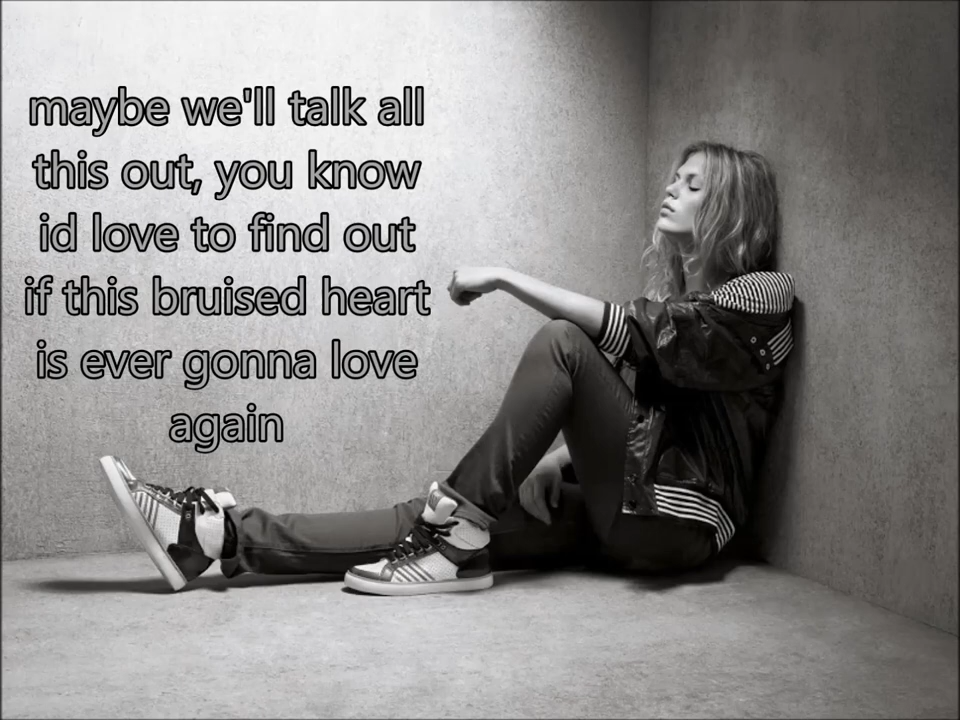 maybe we'll talk all
this out, you know
id love to find out
if this bruised heart
is ever gonna love
again